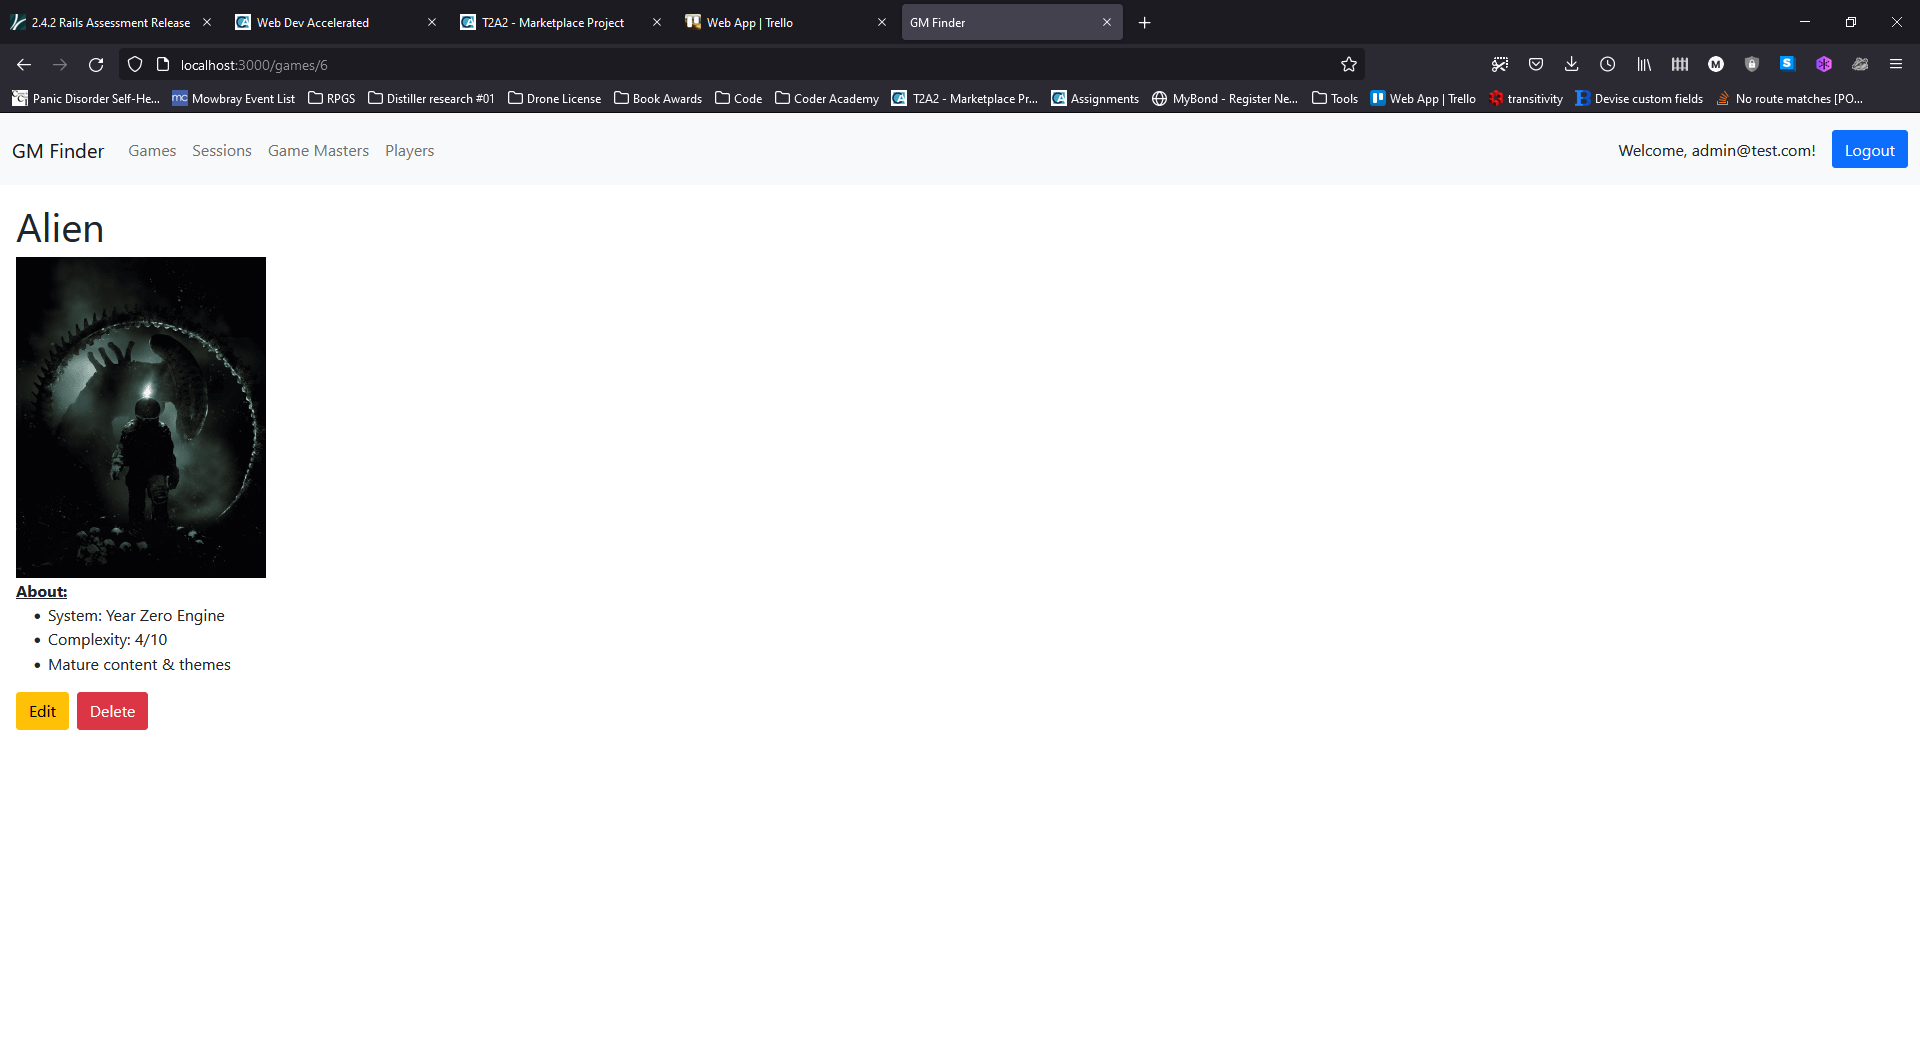 2.4.2 Rails Assessment Release
Web Dev Accelerated
T2A2 - Marketplace Project
Web App | Trello
GM Finder
localhost:3000/games/6
Panic Disorder Self-He...
mc Mowbray Event List
RPGS
Distiller research #01
Drone License
Book Awards
Code
Coder Academy
T2A2 - Marketplace Pr...
Assignments
MyBond - Register Ne...
Tools
Web App | Trello
transitivity
Devise custom fields
No route matches [PO...
GM Finder Games Sessions Game Masters Players Welcome, admin@test.com! Logout
Alien
About:
System: Year Zero Engine
Complexity: 4/10
Mature content & themes
Edit Delete